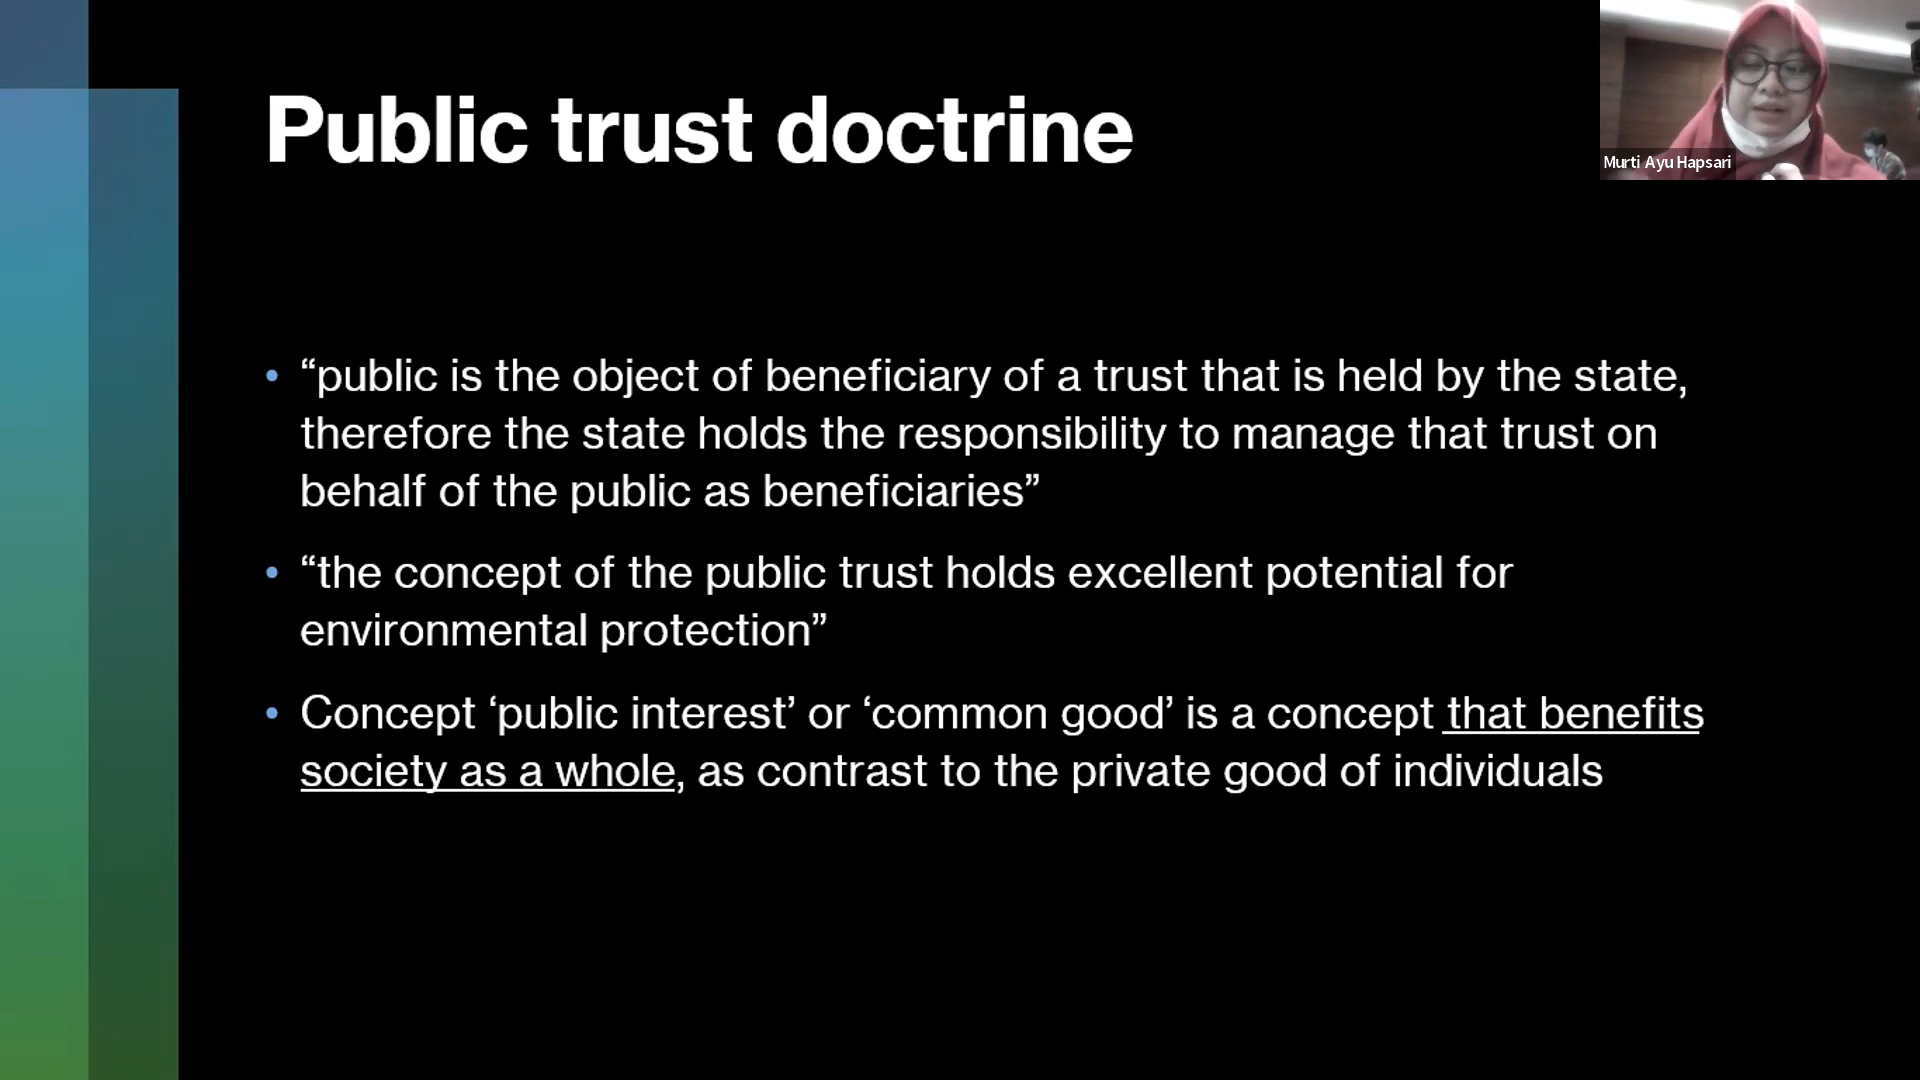 Public trust doctrine
Murti Ayu Hapsari
• “public is the object of beneficiary of a trust that is held by the state,
therefore the state holds the responsibility to manage that trust on
behalf of the public as beneficiaries”
• “the concept of the public trust holds excellent potential for
environmental protection”
• Concept ‘public interest’ or ‘common good’ is a concept that benefits
society as a whole, as contrast to the private good of individuals